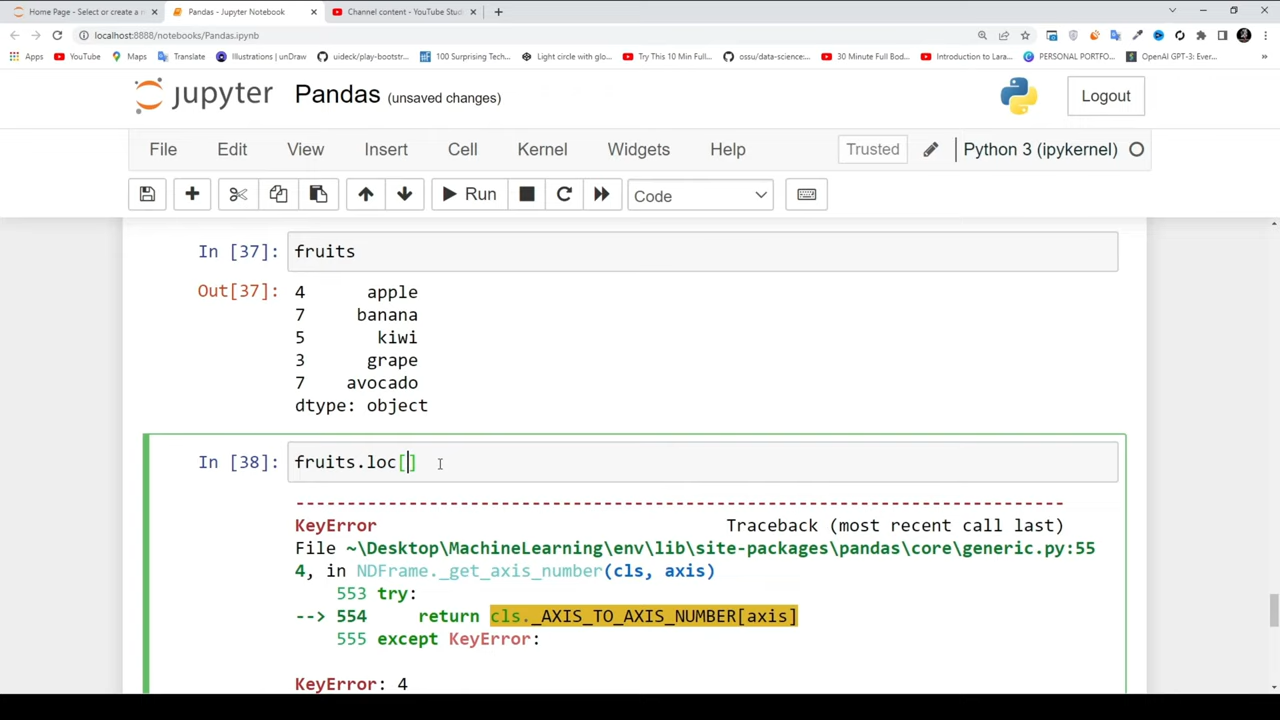 Home Page - Select or create a n
Pandas - Jupyter Notebook
Channel content - YouTube Stud
localhost:8888/notebooks/Pandas.ipynb
Apps
YouTube
Maps
Translate
Illustrations | unDraw
uideck/play-bootstr...
100 Surprising Tech...
Light circle with glo...
Try This 10 Min Full...
ossu/data-science:...
30 Minute Full Bod...
Introduction to Lara...
PERSONAL PORTFO...
OpenAI GPT-3: Ever...
»
jupyter Pandas (unsaved changes)
Logout
File Edit View Insert Cell Kernel Widgets Help
Trusted
Python 3 (ipykernel)
Run
Code
In [37]: fruits
Out[37]: 4 apple
7 banana
5 kiwi
3 grape
7 avocado
dtype: object
In [38]: fruits.loc[]
---------------------------------------------------------------------------
KeyError Traceback (most recent call last)
File ~\Desktop\MachineLearning\env\lib\site-packages\pandas\core\generic.py:55
4, in NDFrame._get_axis_number(cls, axis)
553 try:
--> 554 return cls._AXIS_TO_AXIS_NUMBER[axis]
555 except KeyError:
KeyError: 4